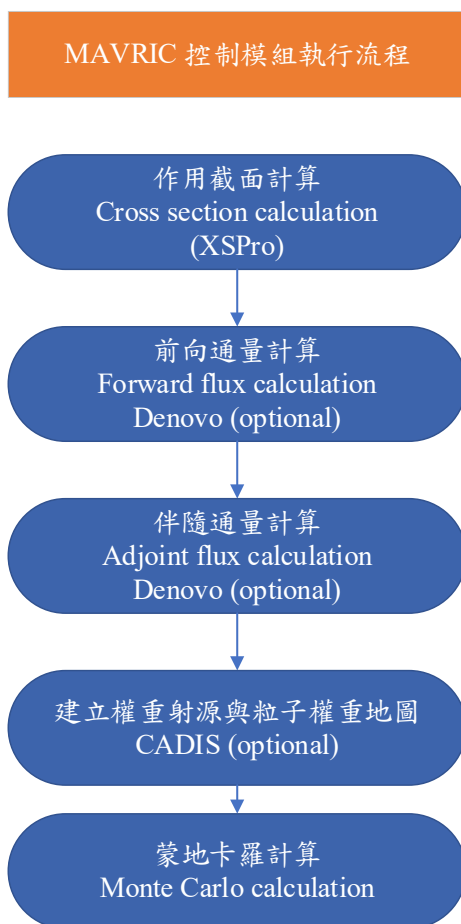 MAVRIC 控制模組執行流程
作用截面計算
Cross section calculation
(XSPro)
前向通量計算
Forward flux calculation
Denovo (optional)
伴隨通量計算
Adjoint flux calculation
Denovo (optional)
建立權重射源與粒子權重地圖
CADIS (optional)
蒙地卡羅計算
Monte Carlo calculation